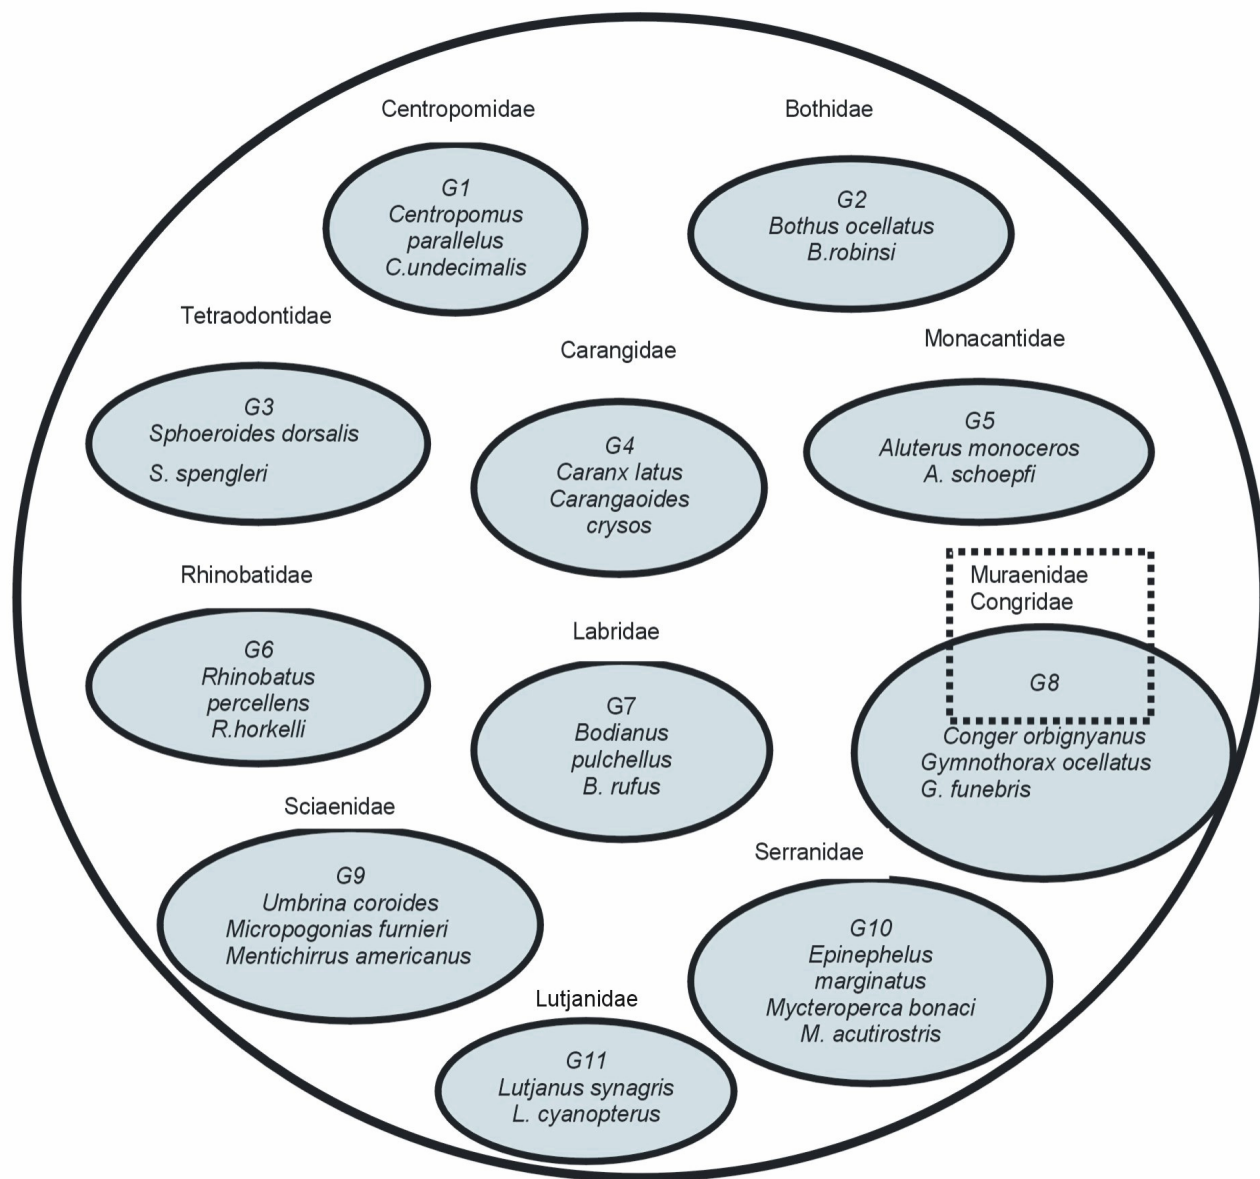 Centropomidae
G1
Centropomus
parallelus
C.undecimalis
Bothidae
G2
Bothus ocellatus
B.robinsi
Tetraodontidae
G3
Sphoeroides dorsalis
S. spengleri
Carangidae
G4
Caranx latus
Carangaoides
crysos
Monacantidae
G5
Aluterus monoceros
A. schoepfi
Rhinobatidae
G6
Rhinobatus
percellens
R.horkelli
Labridae
G7
Bodianus
pulchellus
B. rufus
Muraenidae
Congridae
G8
Conger orbignyanus
Gymnothorax ocellatus
G. funebris
Sciaenidae
G9
Umbrina coroides
Micropogonias furnieri
Mentichirrus americanus
Serranidae
G10
Epinephelus
marginatus
Mycteroperca bonaci
M. acutirostris
Lutjanidae
G11
Lutjanus synagris
L. cyanopterus